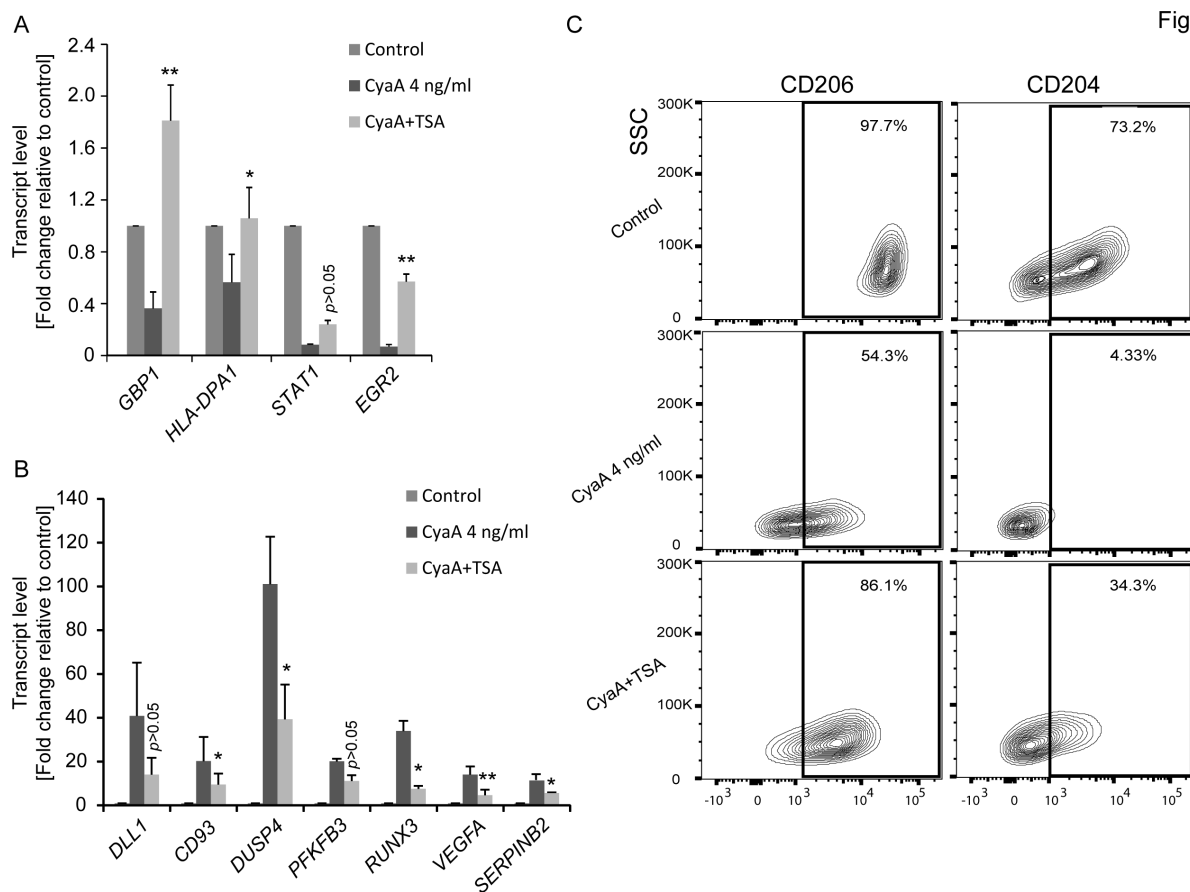 A
Transcript level
[Fold change relative to control]
2.4
2.0
1.6
1.2
0.8
0.4
0
Control
CyaA 4 ng/ml
CyaA+TSA
**
*
p>0.05
**
GBP1
HLA-DPA1
STAT1
EGR2
B
Transcript level
[Fold change relative to control]
140
120
100
80
60
40
20
0
Control
CyaA 4 ng/ml
CyaA+TSA
p>0.05
*
*
p>0.05
*
**
*
DLL1
CD93
DUSP4
PFKFB3
RUNX3
VEGFA
SERPINB2
C
Fig
CD206
CD204
SSC
Control
300K
200K
100K
0
97.7%
73.2%
CyaA 4 ng/ml
300K
200K
100K
0
54.3%
4.33%
CyaA+TSA
300K
200K
100K
0
86.1%
34.3%
-10³ 0 10³ 10⁴ 10⁵
-10³ 0 10³ 10⁴ 10⁵